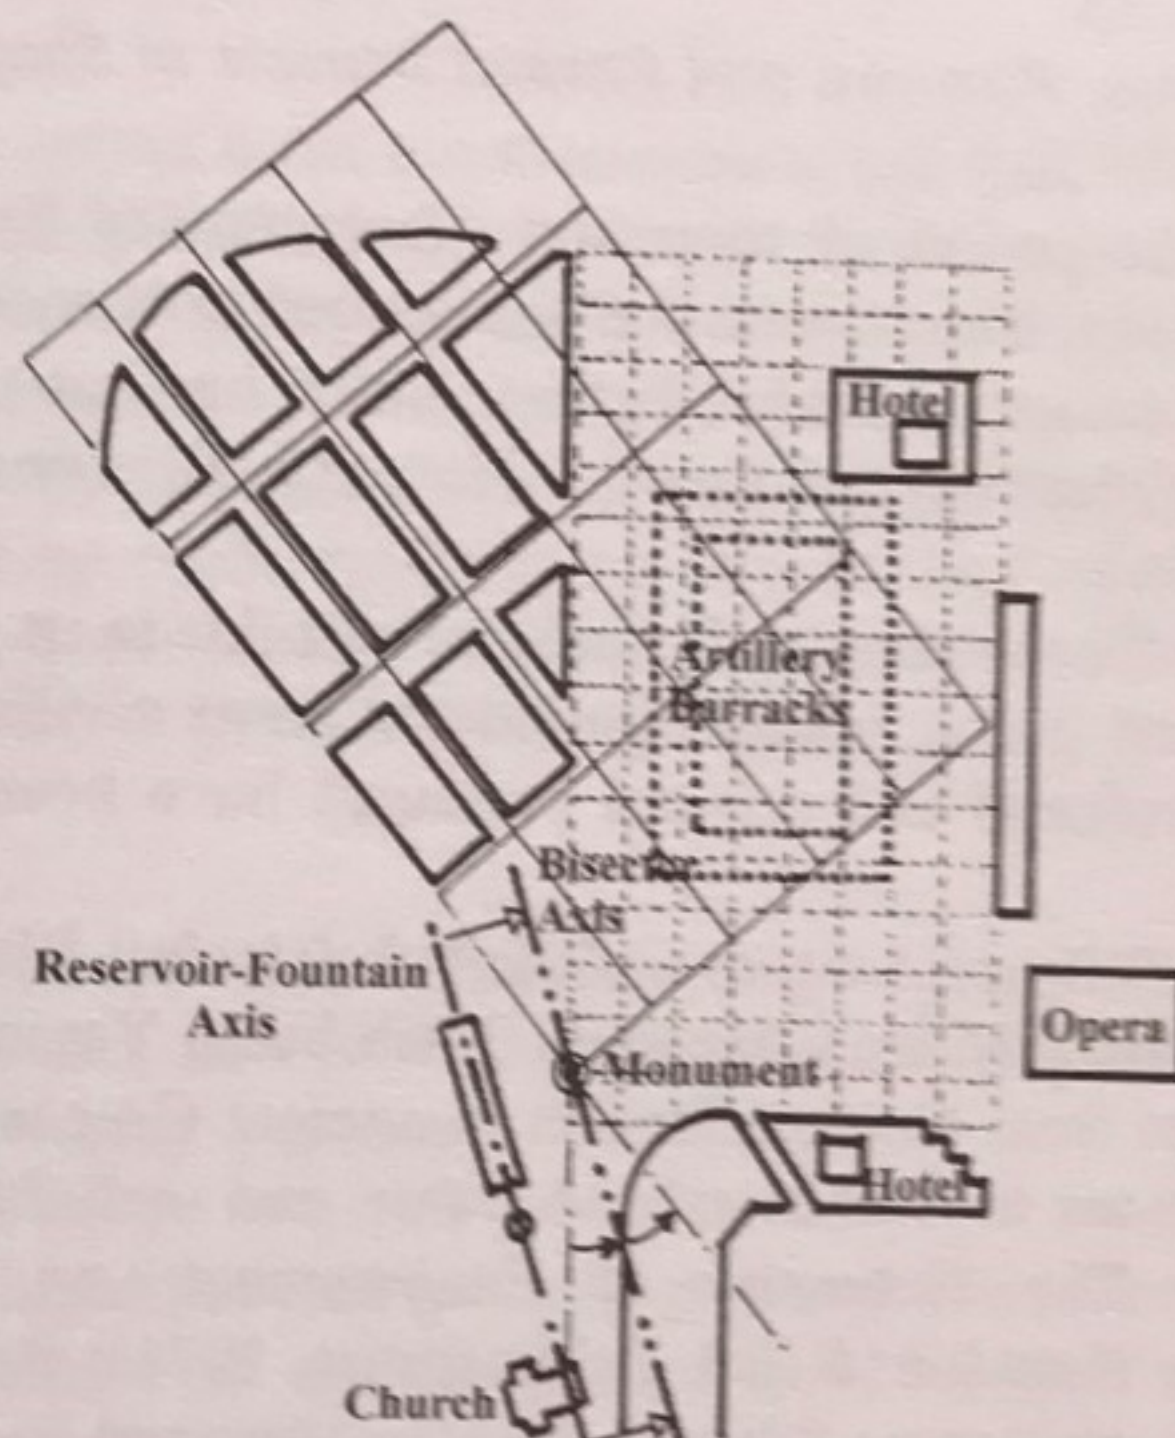 Hotel
Artillery
Barracks
Bisector
Axis
Reservoir-Fountain
Axis
Opera
Monument
Hotel
Church